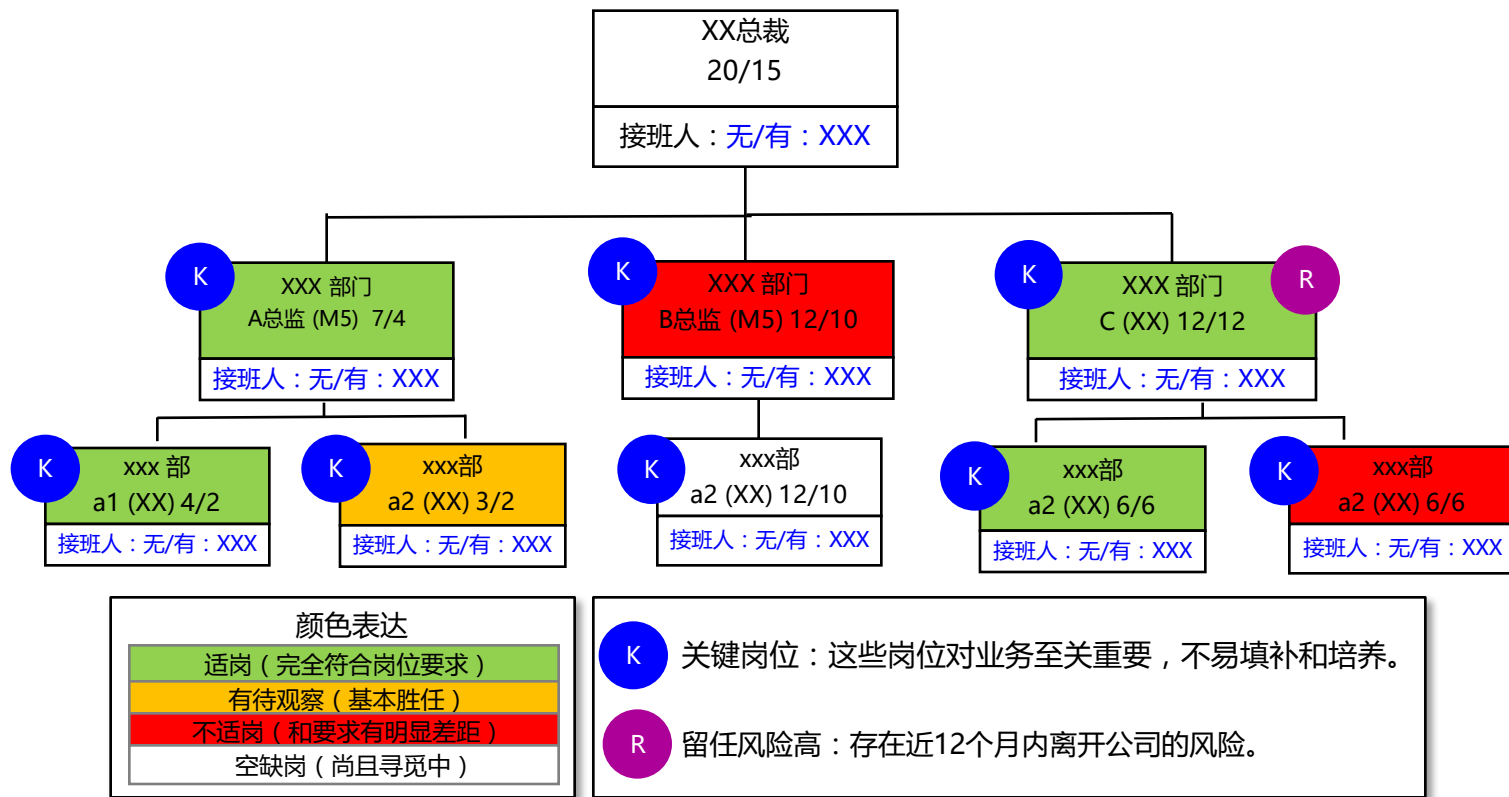 XX总裁
20/15
接班人：无/有：XXX
K
XXX 部门
A总监 (M5) 7/4
接班人：无/有：XXX
K
XXX 部门
B总监 (M5) 12/10
接班人：无/有：XXX
K
R
XXX 部门
C (XX) 12/12
接班人：无/有：XXX
K
xxx 部
a1 (XX) 4/2
接班人：无/有：XXX
K
xxx部
a2 (XX) 3/2
接班人：无/有：XXX
K
xxx部
a2 (XX) 12/10
接班人：无/有：XXX
K
xxx部
a2 (XX) 6/6
接班人：无/有：XXX
K
xxx部
a2 (XX) 6/6
接班人：无/有：XXX
颜色表达
适岗（完全符合岗位要求）
有待观察（基本胜任）
不适岗（和要求有明显差距）
空缺岗（尚且寻觅中）
K 关键岗位：这些岗位对业务至关重要，不易填补和培养。
R 留任风险高：存在近12个月内离开公司的风险。